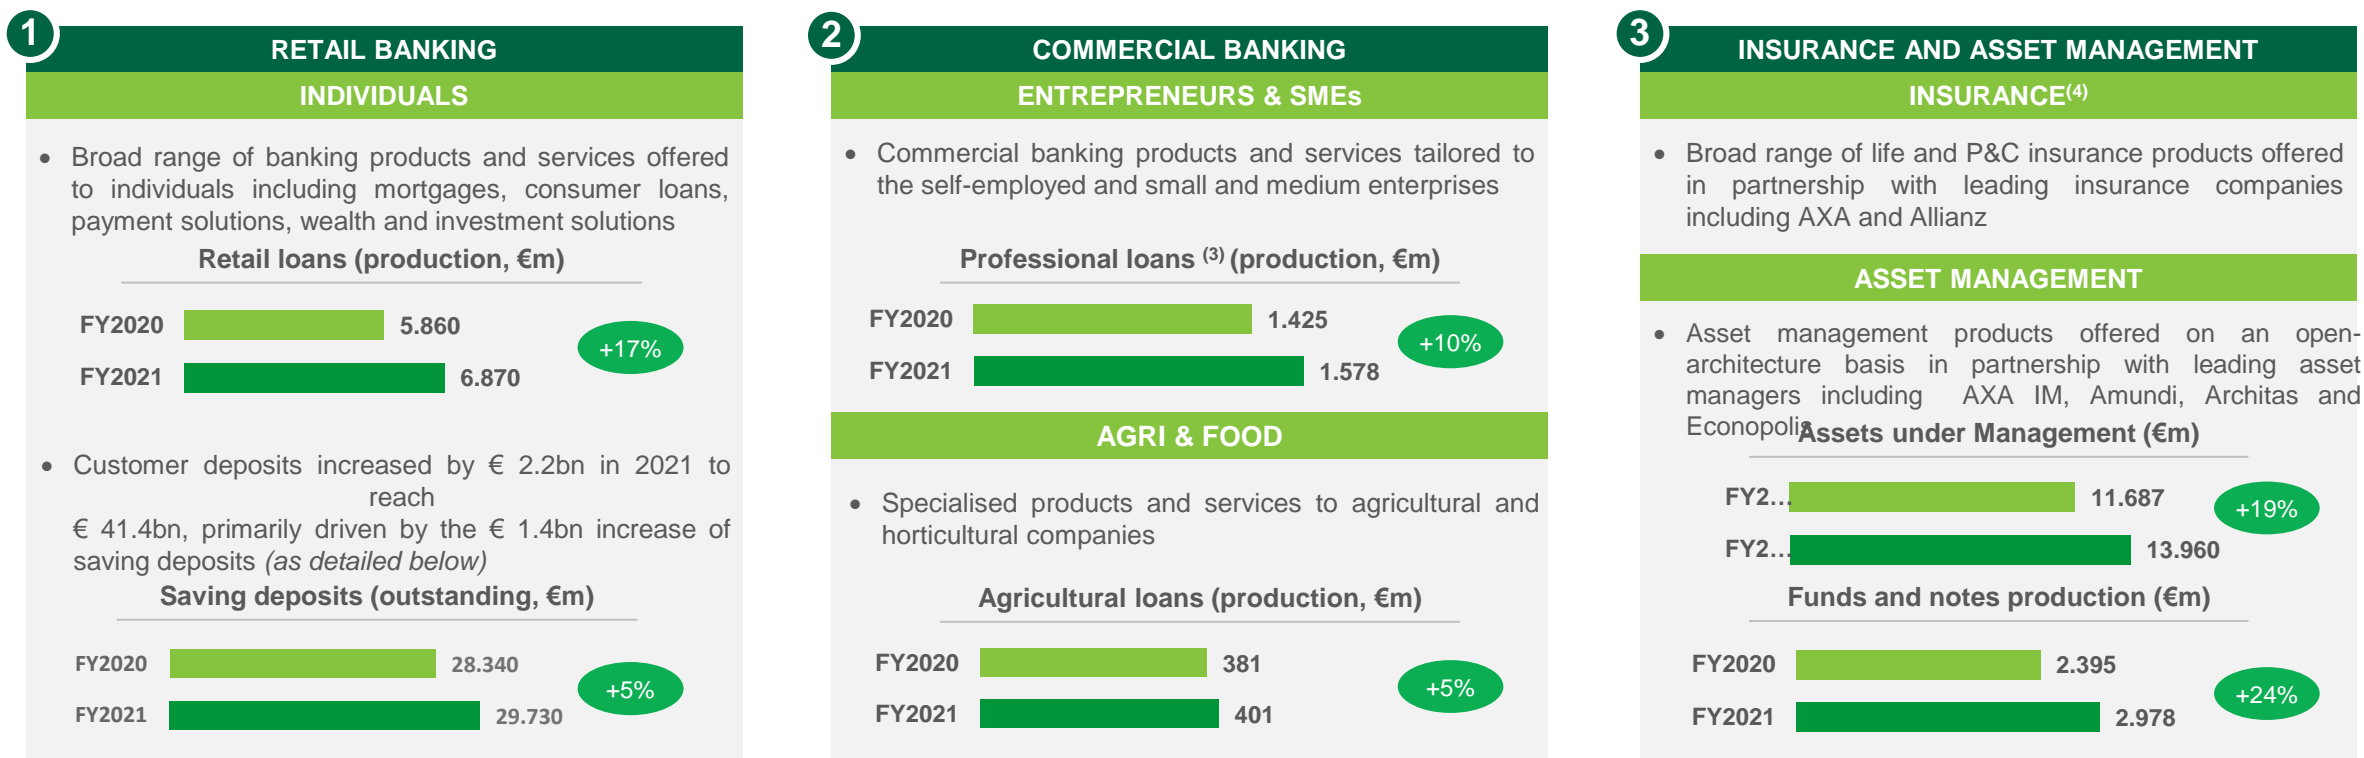 1
RETAIL BANKING
INDIVIDUALS
• Broad range of banking products and services offered
to individuals including mortgages, consumer loans,
payment solutions, wealth and investment solutions
Retail loans (production, €m)
FY2020 5.860
+17%
FY2021 6.870
• Customer deposits increased by € 2.2bn in 2021 to
reach
€ 41.4bn, primarily driven by the € 1.4bn increase of
saving deposits (as detailed below)
Saving deposits (outstanding, €m)
FY2020 28.340
+5%
FY2021 29.730
2
COMMERCIAL BANKING
ENTREPRENEURS & SMEs
• Commercial banking products and services tailored to
the self-employed and small and medium enterprises
Professional loans (3) (production, €m)
FY2020 1.425
+10%
FY2021 1.578
AGRI & FOOD
• Specialised products and services to agricultural and
horticultural companies
Agricultural loans (production, €m)
FY2020 381
+5%
FY2021 401
3
INSURANCE AND ASSET MANAGEMENT
INSURANCE(4)
• Broad range of life and P&C insurance products offered
in partnership with leading insurance companies
including AXA and Allianz
ASSET MANAGEMENT
• Asset management products offered on an open-
architecture basis in partnership with leading asset
managers including AXA IM, Amundi, Architas and
Econopolis
Assets under Management (€m)
FY2… 11.687
+19%
FY2… 13.960
Funds and notes production (€m)
FY2020 2.395
+24%
FY2021 2.978